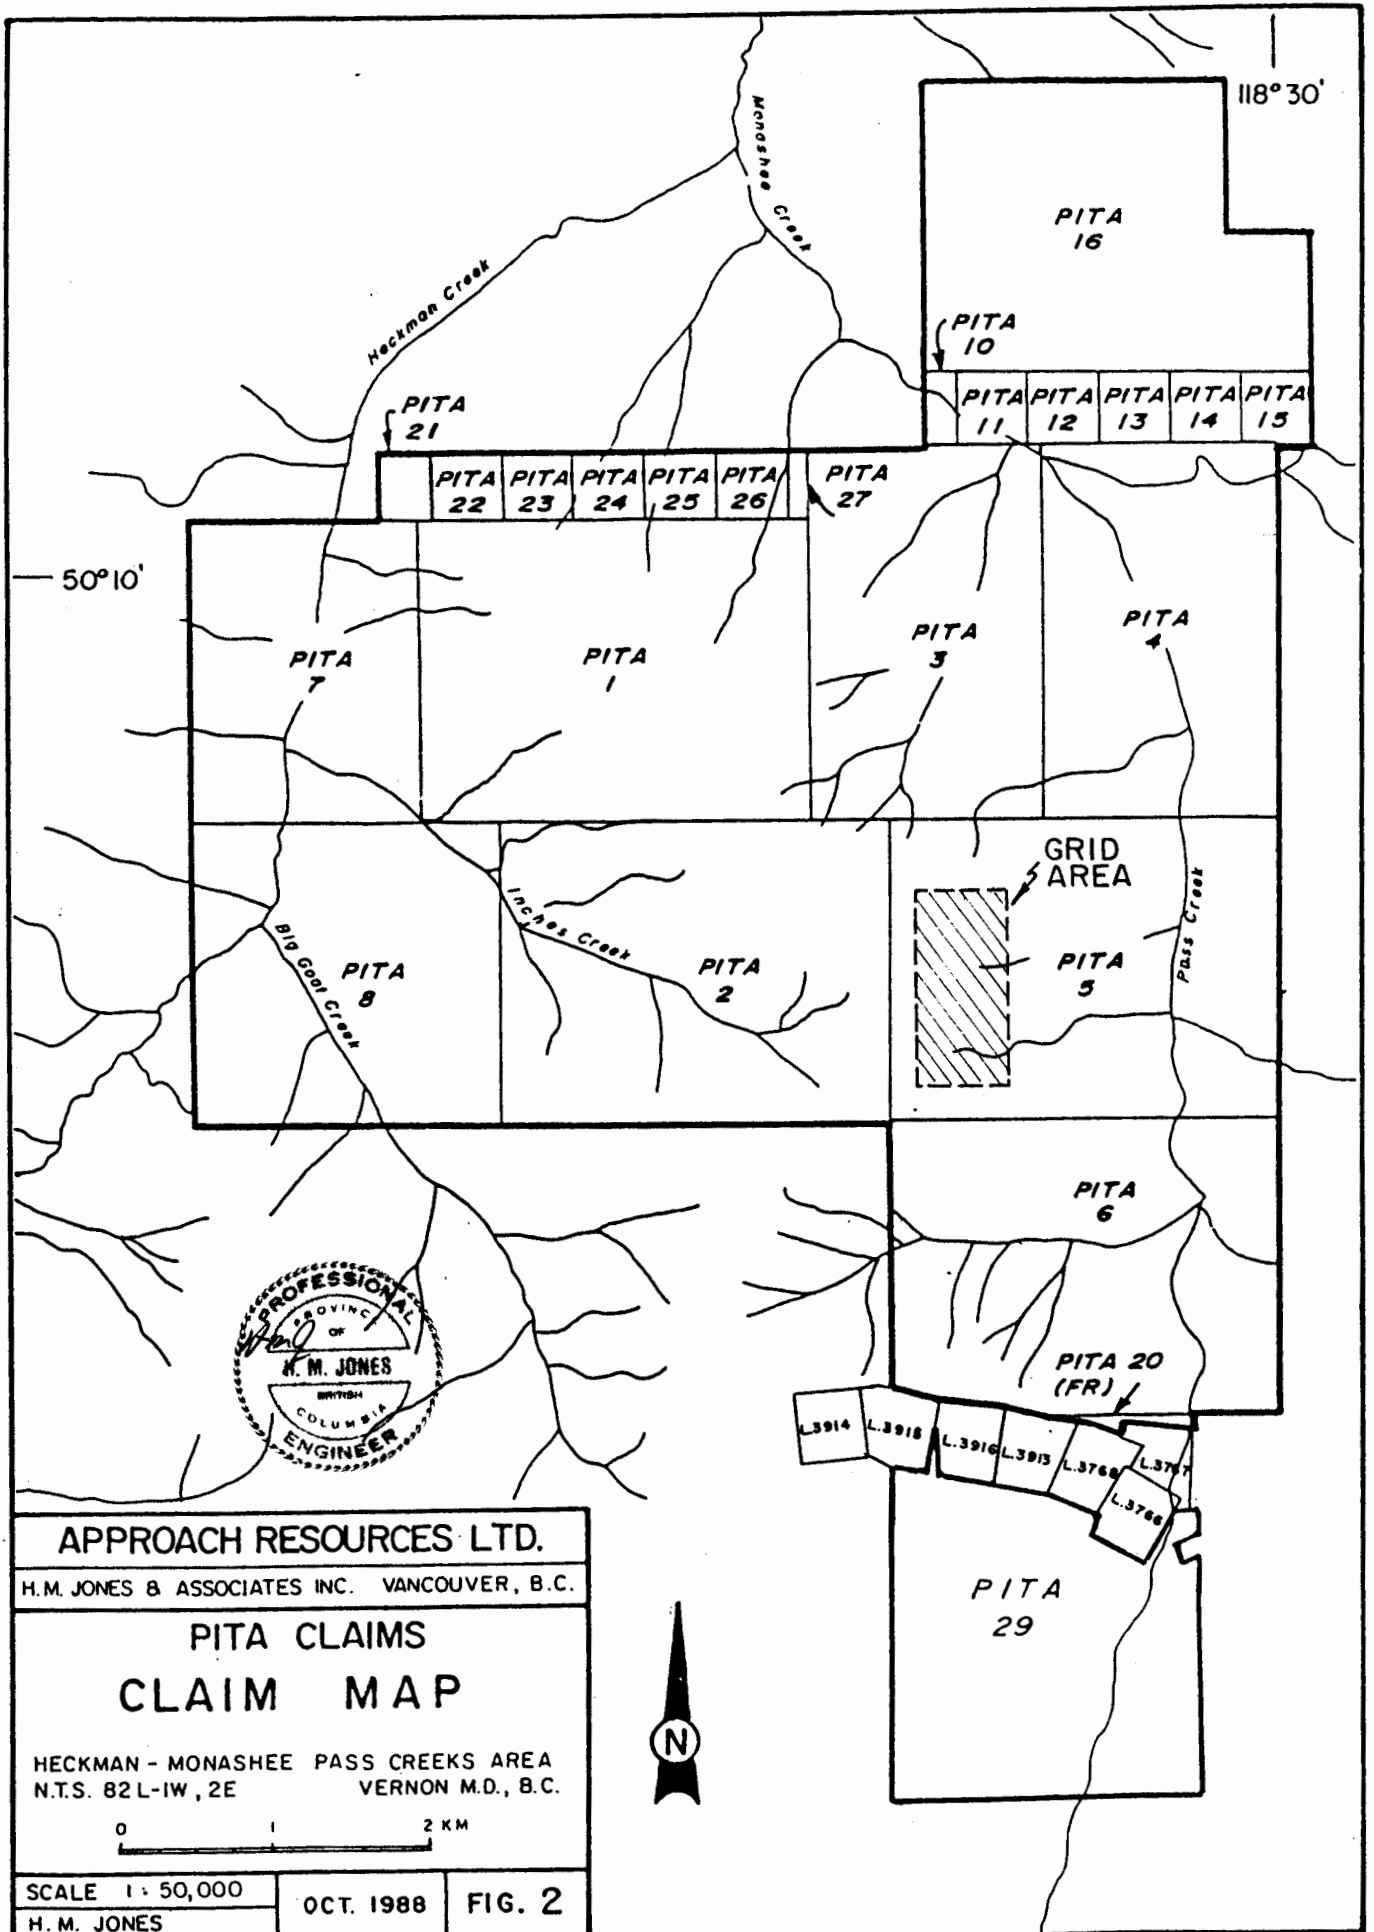 118°30'
Monashee Creek
PITA
16
Heckman Creek
PITA
10
PITA
11
PITA
12
PITA
13
PITA
14
PITA
15
PITA
21
PITA
22
PITA
23
PITA
24
PITA
25
PITA
26
PITA
27
50°10'
PITA
7
PITA
1
PITA
3
PITA
4
GRID
AREA
Inches Creek
Big Goat Creek
Pass Creek
PITA
8
PITA
2
PITA
5
PITA
6
PROFESSIONAL
PROVINCE
OF
H. M. JONES
BRITISH
COLUMBIA
ENGINEER
PITA 20
(FR)
L.3914
L.3915
L.3916
L.3913
L.3768
L.3767
L.3766
PITA
29
APPROACH RESOURCES LTD.
H.M. JONES & ASSOCIATES INC. VANCOUVER, B.C.
PITA CLAIMS
CLAIM MAP
HECKMAN - MONASHEE PASS CREEKS AREA
N.T.S. 82L-1W, 2E VERNON M.D., B.C.
0 1 2 KM
SCALE 1:50,000
OCT. 1988
FIG. 2
H. M. JONES
N